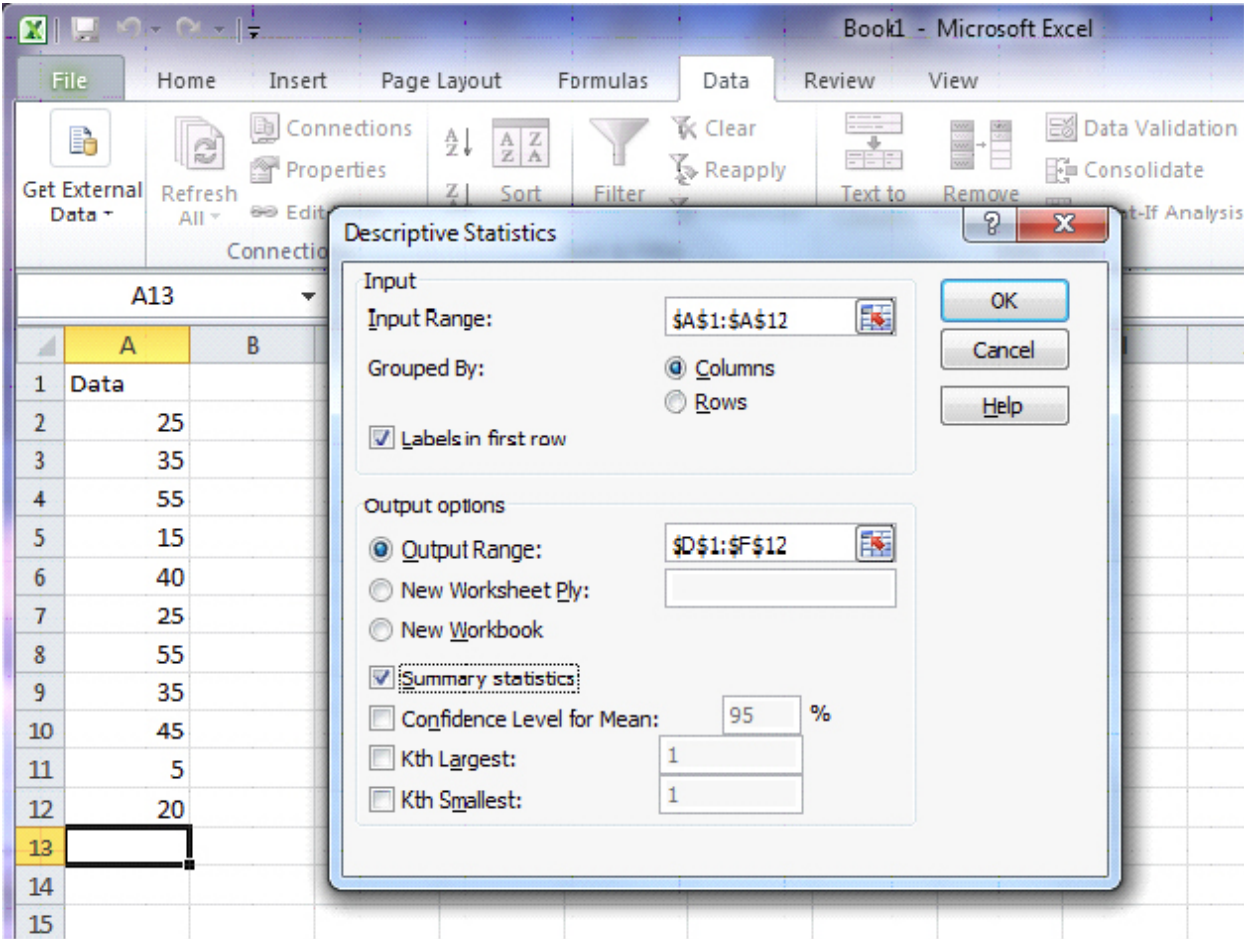 Book1 - Microsoft Excel
File Home Insert Page Layout Formulas Data Review View
Get External Data
Refresh All
Connections
Properties
Edit
A Z
Z
A Z
Z A
Sort
Filter
Clear
Reapply
Text to
Remove
Data Validation
Consolidate
t-If Analysis
Connectio
A13
A B
1 Data
2 25
3 35
4 55
5 15
6 40
7 25
8 55
9 35
10 45
11 5
12 20
13
14
15
Descriptive Statistics
?
Input
Input Range: $A$1:$A$12
Grouped By: Columns
Rows
Labels in first row
Output options
Output Range: $D$1:$F$12
New Worksheet Ply:
New Workbook
Summary statistics
Confidence Level for Mean: 95 %
Kth Largest: 1
Kth Smallest: 1
OK
Cancel
Help